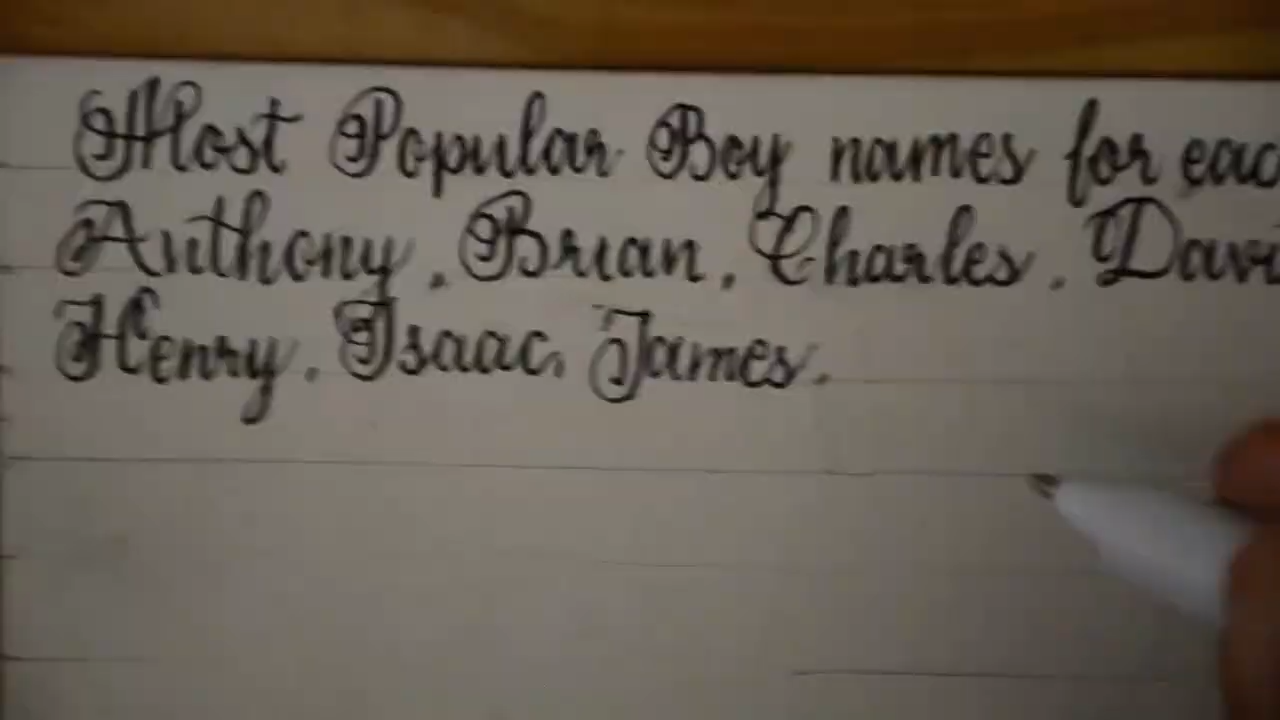 Most Popular Boy names for eac
Anthony. Brian. Charles. Davi
Henry. Isaac. James.